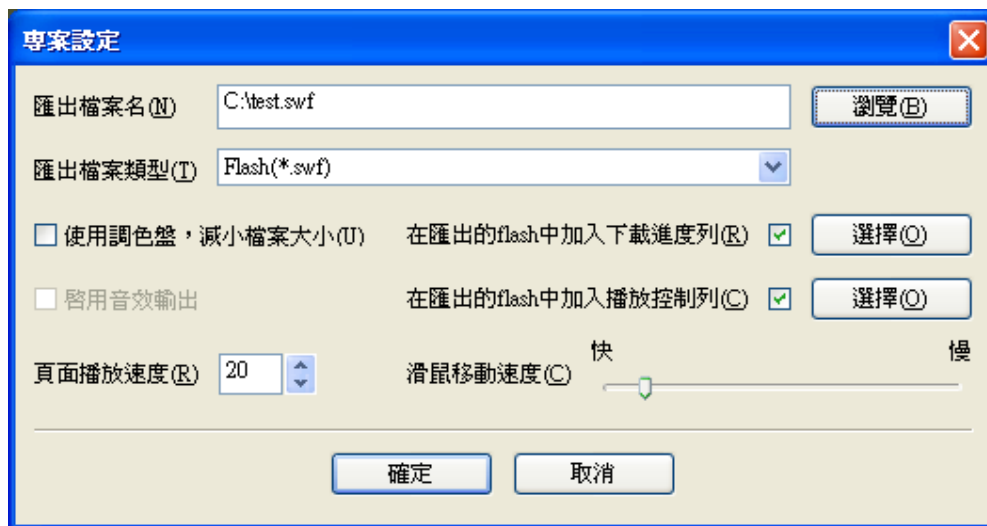 專案設定
匯出檔案名(N) C:\test.swf 瀏覽(B)
匯出檔案類型(T) Flash(*.swf)
使用調色盤，減小檔案大小(U) 在匯出的flash中加入下載進度列(R) 選擇(O)
啓用音效輸出 在匯出的flash中加入播放控制列(C) 選擇(O)
快 慢
頁面播放速度(R) 20 滑鼠移動速度(C)
確定 取消